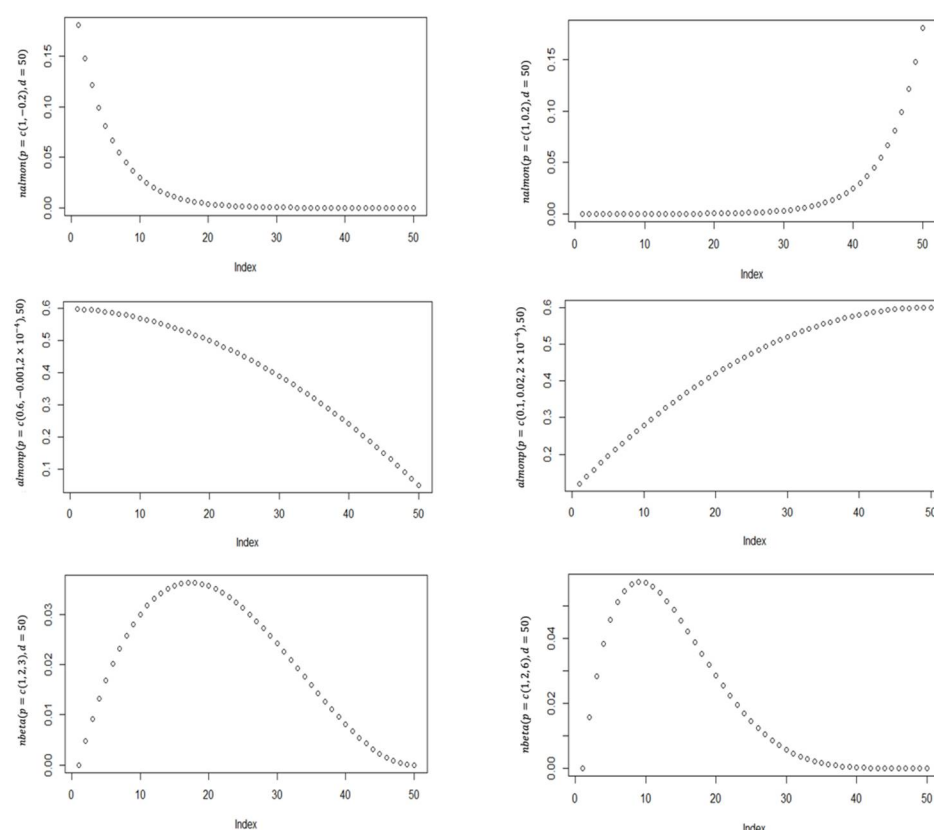 nalmon(p = c(1, −0.2), d = 50)
0.00 0.05 0.10 0.15
0 10 20 30 40 50
Index
nalmon(p = c(1, 0.2), d = 50)
0.00 0.05 0.10 0.15
0 10 20 30 40 50
Index
almonp(p = c(0.6, −0.001, 2 × 10⁻⁴), 50)
0.1 0.2 0.3 0.4 0.5 0.6
0 10 20 30 40 50
Index
almonp(p = c(0.1, 0.02, 2 × 10⁻⁴), 50)
0.2 0.3 0.4 0.5 0.6
0 10 20 30 40 50
Index
nbeta(p = c(1, 2, 3), d = 50)
0.00 0.01 0.02 0.03
0 10 20 30 40 50
Index
nbeta(p = c(1, 2, 6), d = 50)
0.00 0.02 0.04
0 10 20 30 40 50
Index